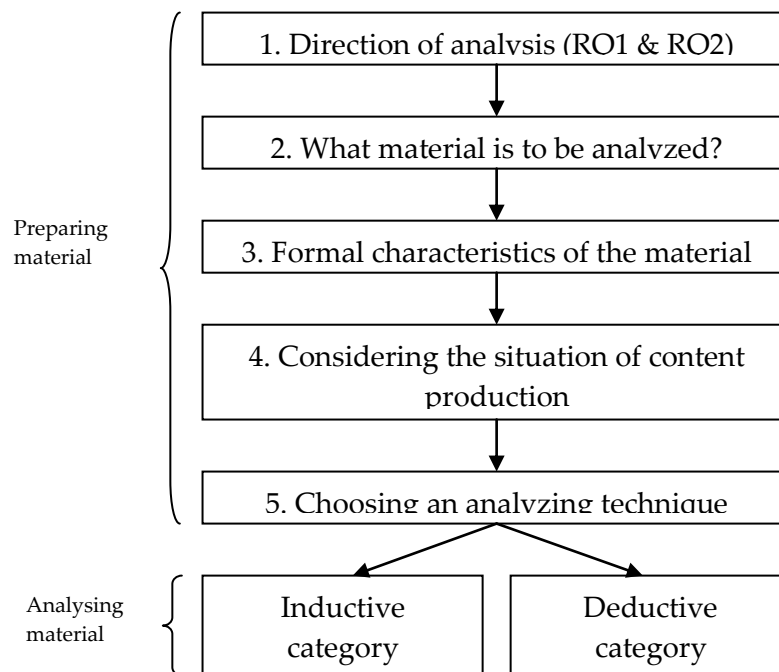 1. Direction of analysis (RO1 & RO2)
2. What material is to be analyzed?
Preparing
material
3. Formal characteristics of the material
4. Considering the situation of content
production
5. Choosing an analyzing technique
Analysing
material
Inductive
category
Deductive
category